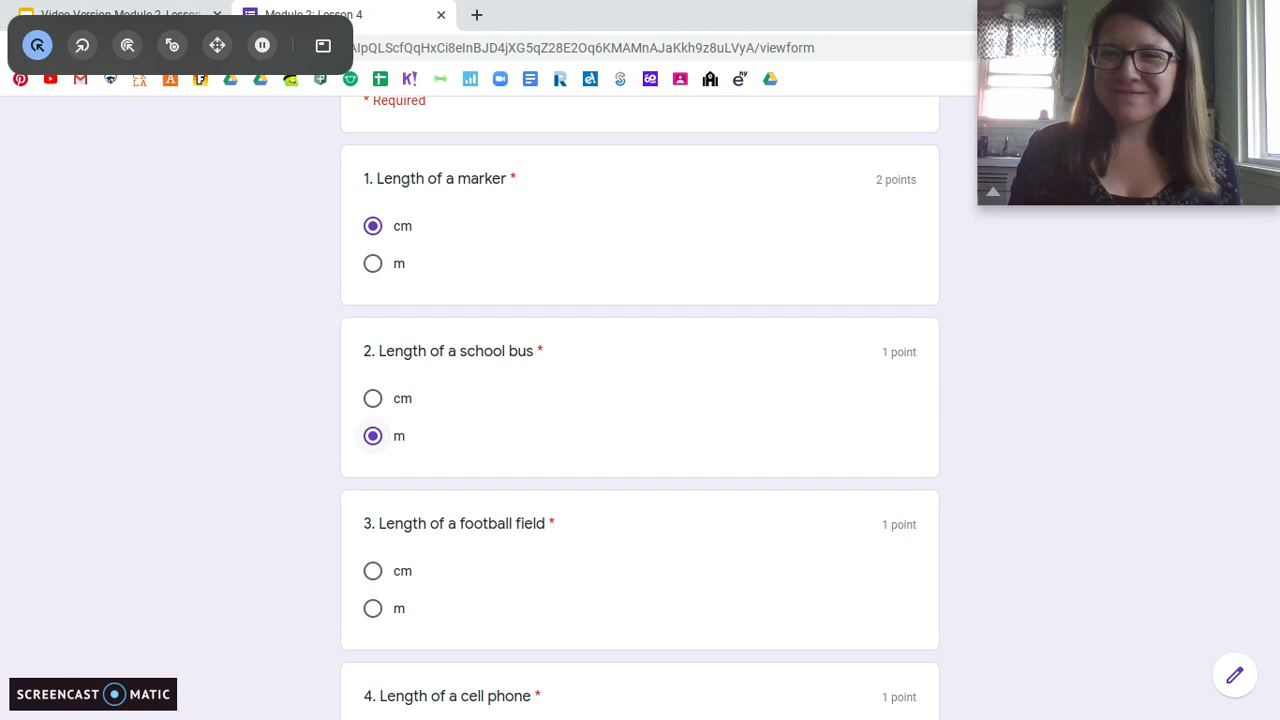 Video Version Module 2 Lesson
Module 2: Lesson 4
AIpQLScfQqHxCi8eInBJD4jXG5qZ28E2Oq6KMAMnAJaKkh9z8uLVyA/viewform
* Required
1. Length of a marker *
2 points
cm
m
2. Length of a school bus *
1 point
cm
m
3. Length of a football field *
1 point
cm
m
4. Length of a cell phone *
1 point
SCREENCAST MATIC